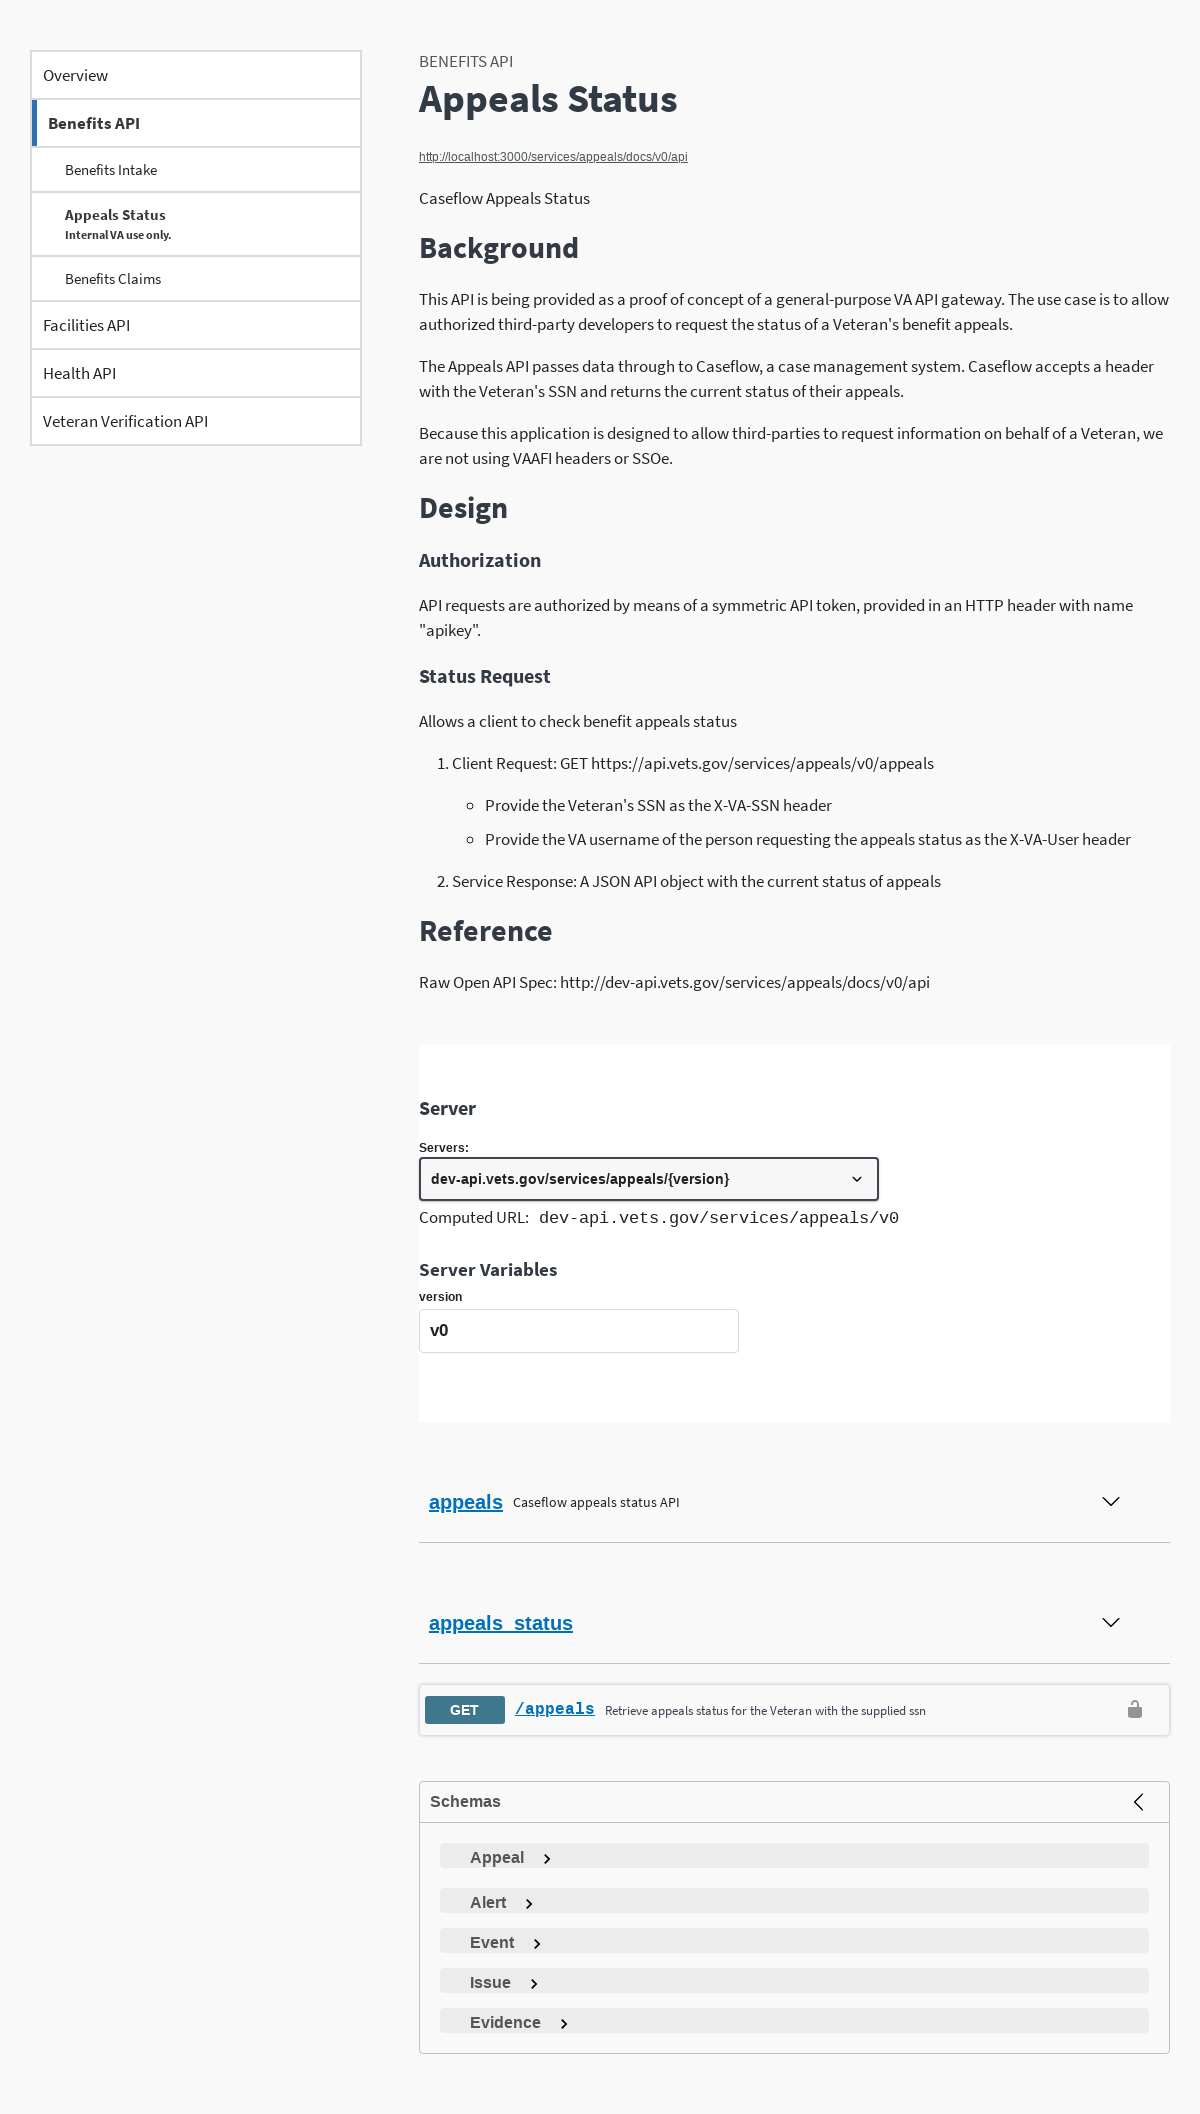 Overview
Benefits API
Benefits Intake
Appeals Status
Internal VA use only.
Benefits Claims
Facilities API
Health API
Veteran Verification API
BENEFITS API
Appeals Status
http://localhost:3000/services/appeals/docs/v0/api
Caseflow Appeals Status
Background
This API is being provided as a proof of concept of a general-purpose VA API gateway. The use case is to allow
authorized third-party developers to request the status of a Veteran's benefit appeals.
The Appeals API passes data through to Caseflow, a case management system. Caseflow accepts a header
with the Veteran's SSN and returns the current status of their appeals.
Because this application is designed to allow third-parties to request information on behalf of a Veteran, we
are not using VAAFI headers or SSOe.
Design
Authorization
API requests are authorized by means of a symmetric API token, provided in an HTTP header with name
"apikey".
Status Request
Allows a client to check benefit appeals status
1. Client Request: GET https://api.vets.gov/services/appeals/v0/appeals
◦ Provide the Veteran's SSN as the X-VA-SSN header
◦ Provide the VA username of the person requesting the appeals status as the X-VA-User header
2. Service Response: A JSON API object with the current status of appeals
Reference
Raw Open API Spec: http://dev-api.vets.gov/services/appeals/docs/v0/api
Server
Servers:
dev-api.vets.gov/services/appeals/{version}
Computed URL: dev-api.vets.gov/services/appeals/v0
Server Variables
version
v0
appeals Caseflow appeals status API
appeals_status
GET /appeals Retrieve appeals status for the Veteran with the supplied ssn
Schemas
Appeal
Alert
Event
Issue
Evidence